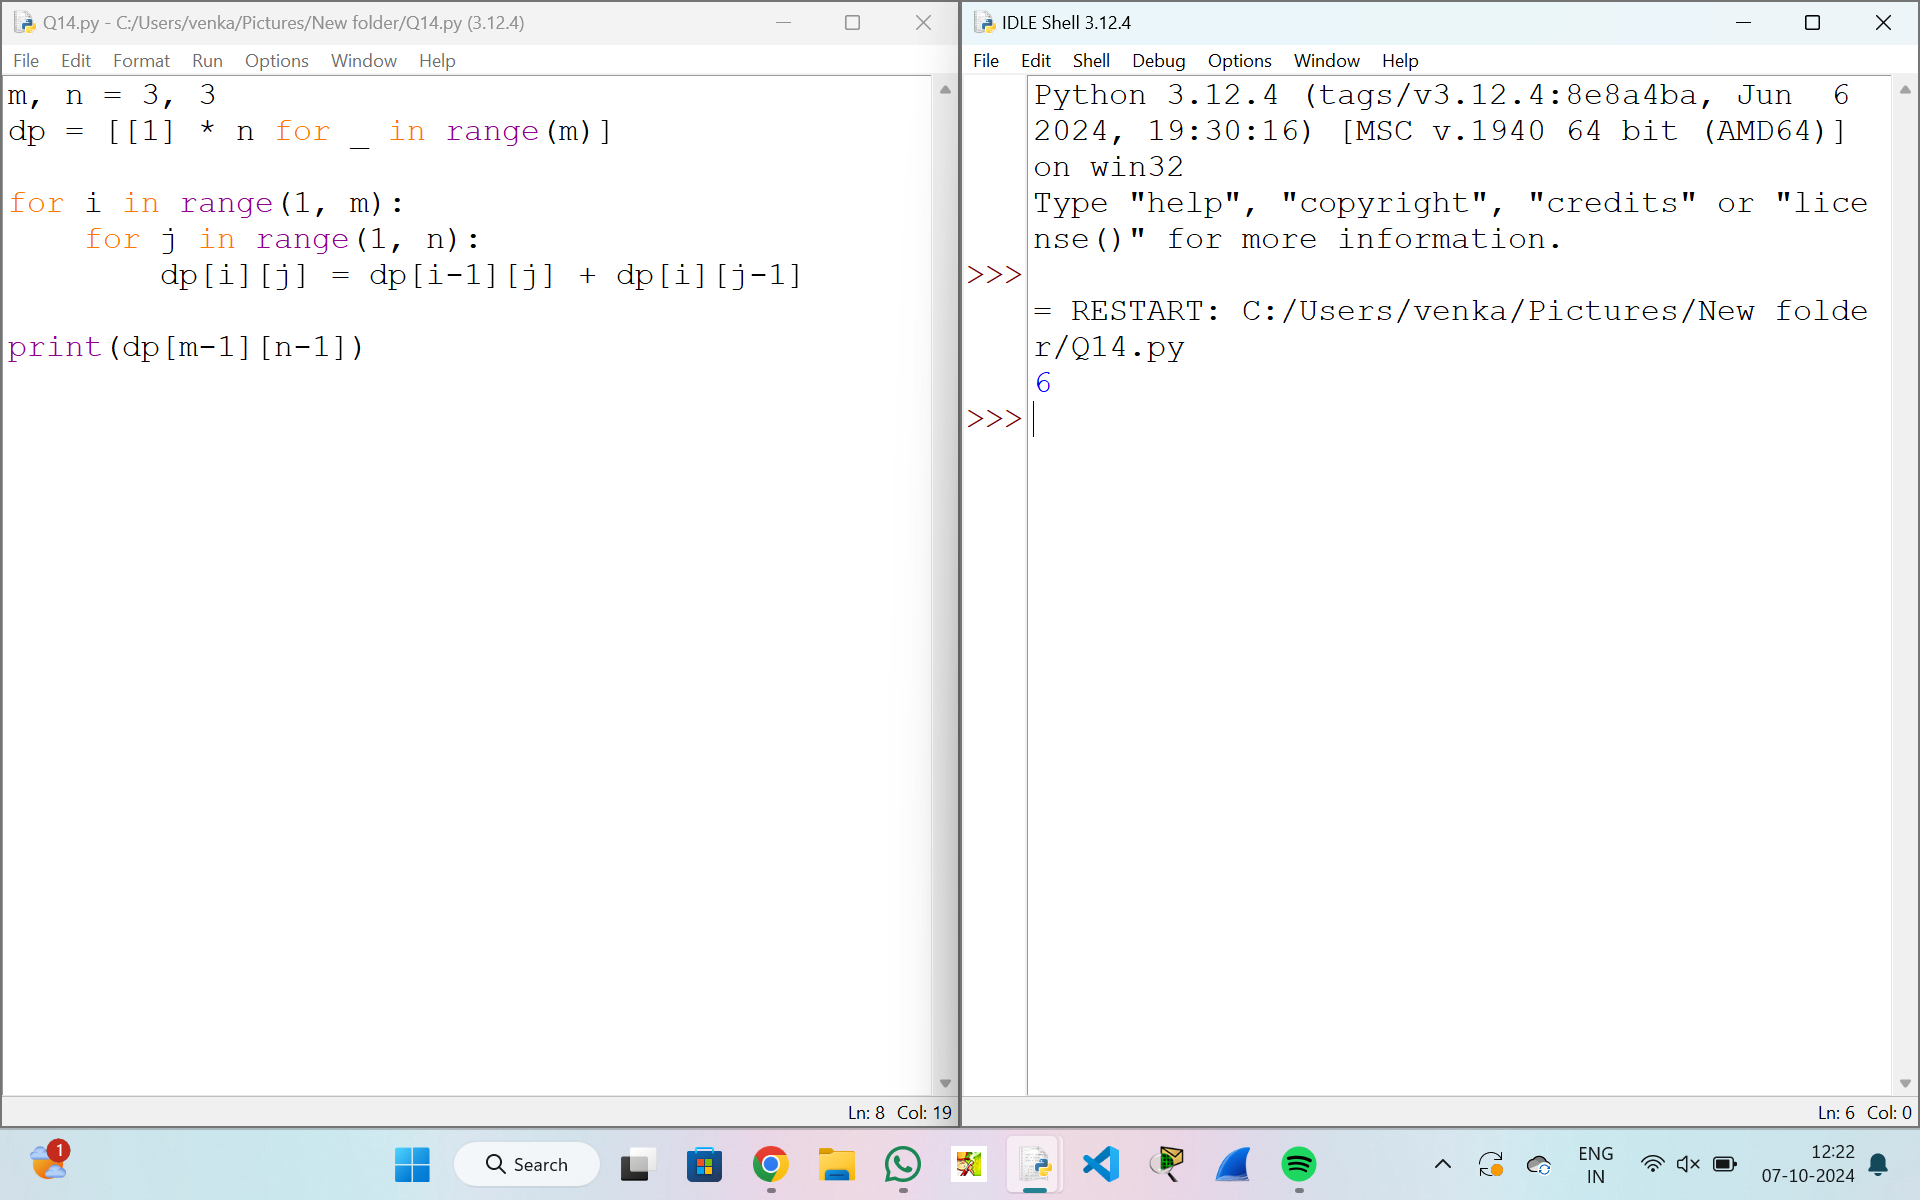 Q14.py - C:/Users/venka/Pictures/New folder/Q14.py (3.12.4)
File Edit Format Run Options Window Help
m, n = 3, 3
dp = [[1] * n for _ in range(m)]

for i in range(1, m):
    for j in range(1, n):
        dp[i][j] = dp[i-1][j] + dp[i][j-1]

print(dp[m-1][n-1])
Ln: 8 Col: 19
IDLE Shell 3.12.4
File Edit Shell Debug Options Window Help
Python 3.12.4 (tags/v3.12.4:8e8a4ba, Jun  6
2024, 19:30:16) [MSC v.1940 64 bit (AMD64)]
on win32
Type "help", "copyright", "credits" or "lice
nse()" for more information.
>>>
= RESTART: C:/Users/venka/Pictures/New folde
r/Q14.py
6
>>>
Ln: 6 Col: 0
1
Search
ENG
IN
12:22
07-10-2024